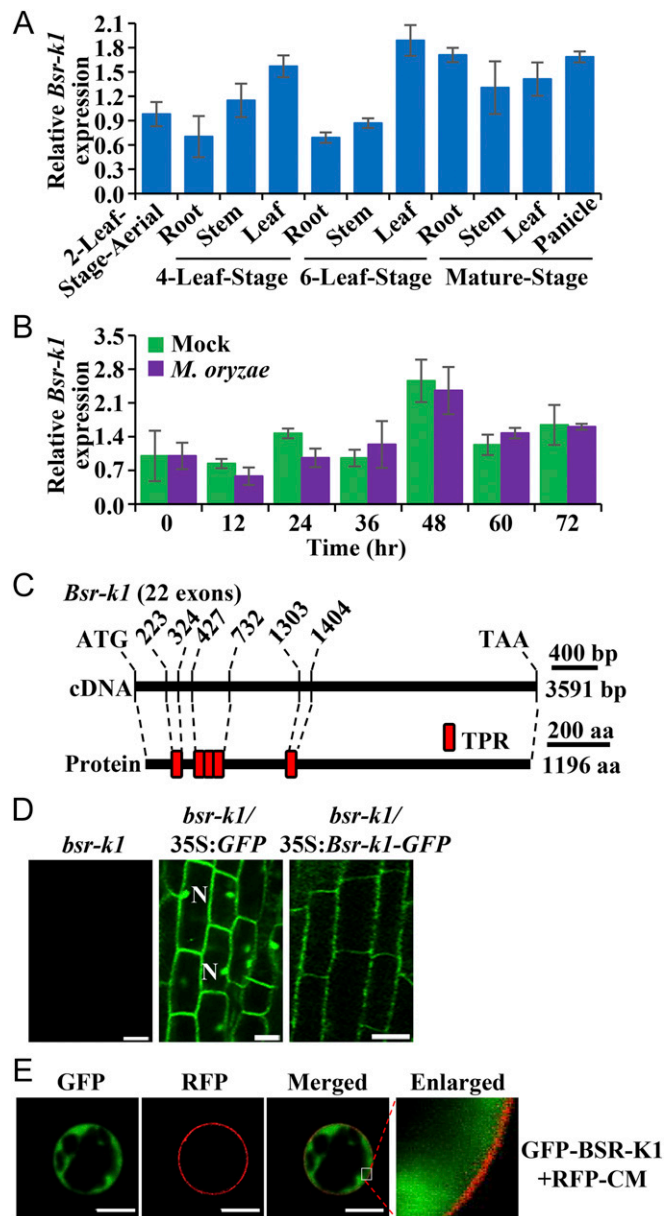 A
Relative Bsr-k1 expression
2.1
1.8
1.5
1.2
0.9
0.6
0.3
0.0
2-Leaf-Stage-Aerial
Root
Stem
Leaf
Root
Stem
Leaf
Root
Stem
Leaf
Panicle
4-Leaf-Stage 6-Leaf-Stage Mature-Stage
B
Relative Bsr-k1 expression
3.5
2.8
2.1
1.4
0.7
0.0
Mock
M. oryzae
0 12 24 36 48 60 72
Time (hr)
C
Bsr-k1 (22 exons)
ATG 223 324 427 732 1303 1404 TAA
400 bp
cDNA 3591 bp
TPR
200 aa
Protein 1196 aa
D
bsr-k1
bsr-k1/
35S:GFP
bsr-k1/
35S:Bsr-k1-GFP
N
N
E
GFP RFP Merged Enlarged
GFP-BSR-K1
+RFP-CM